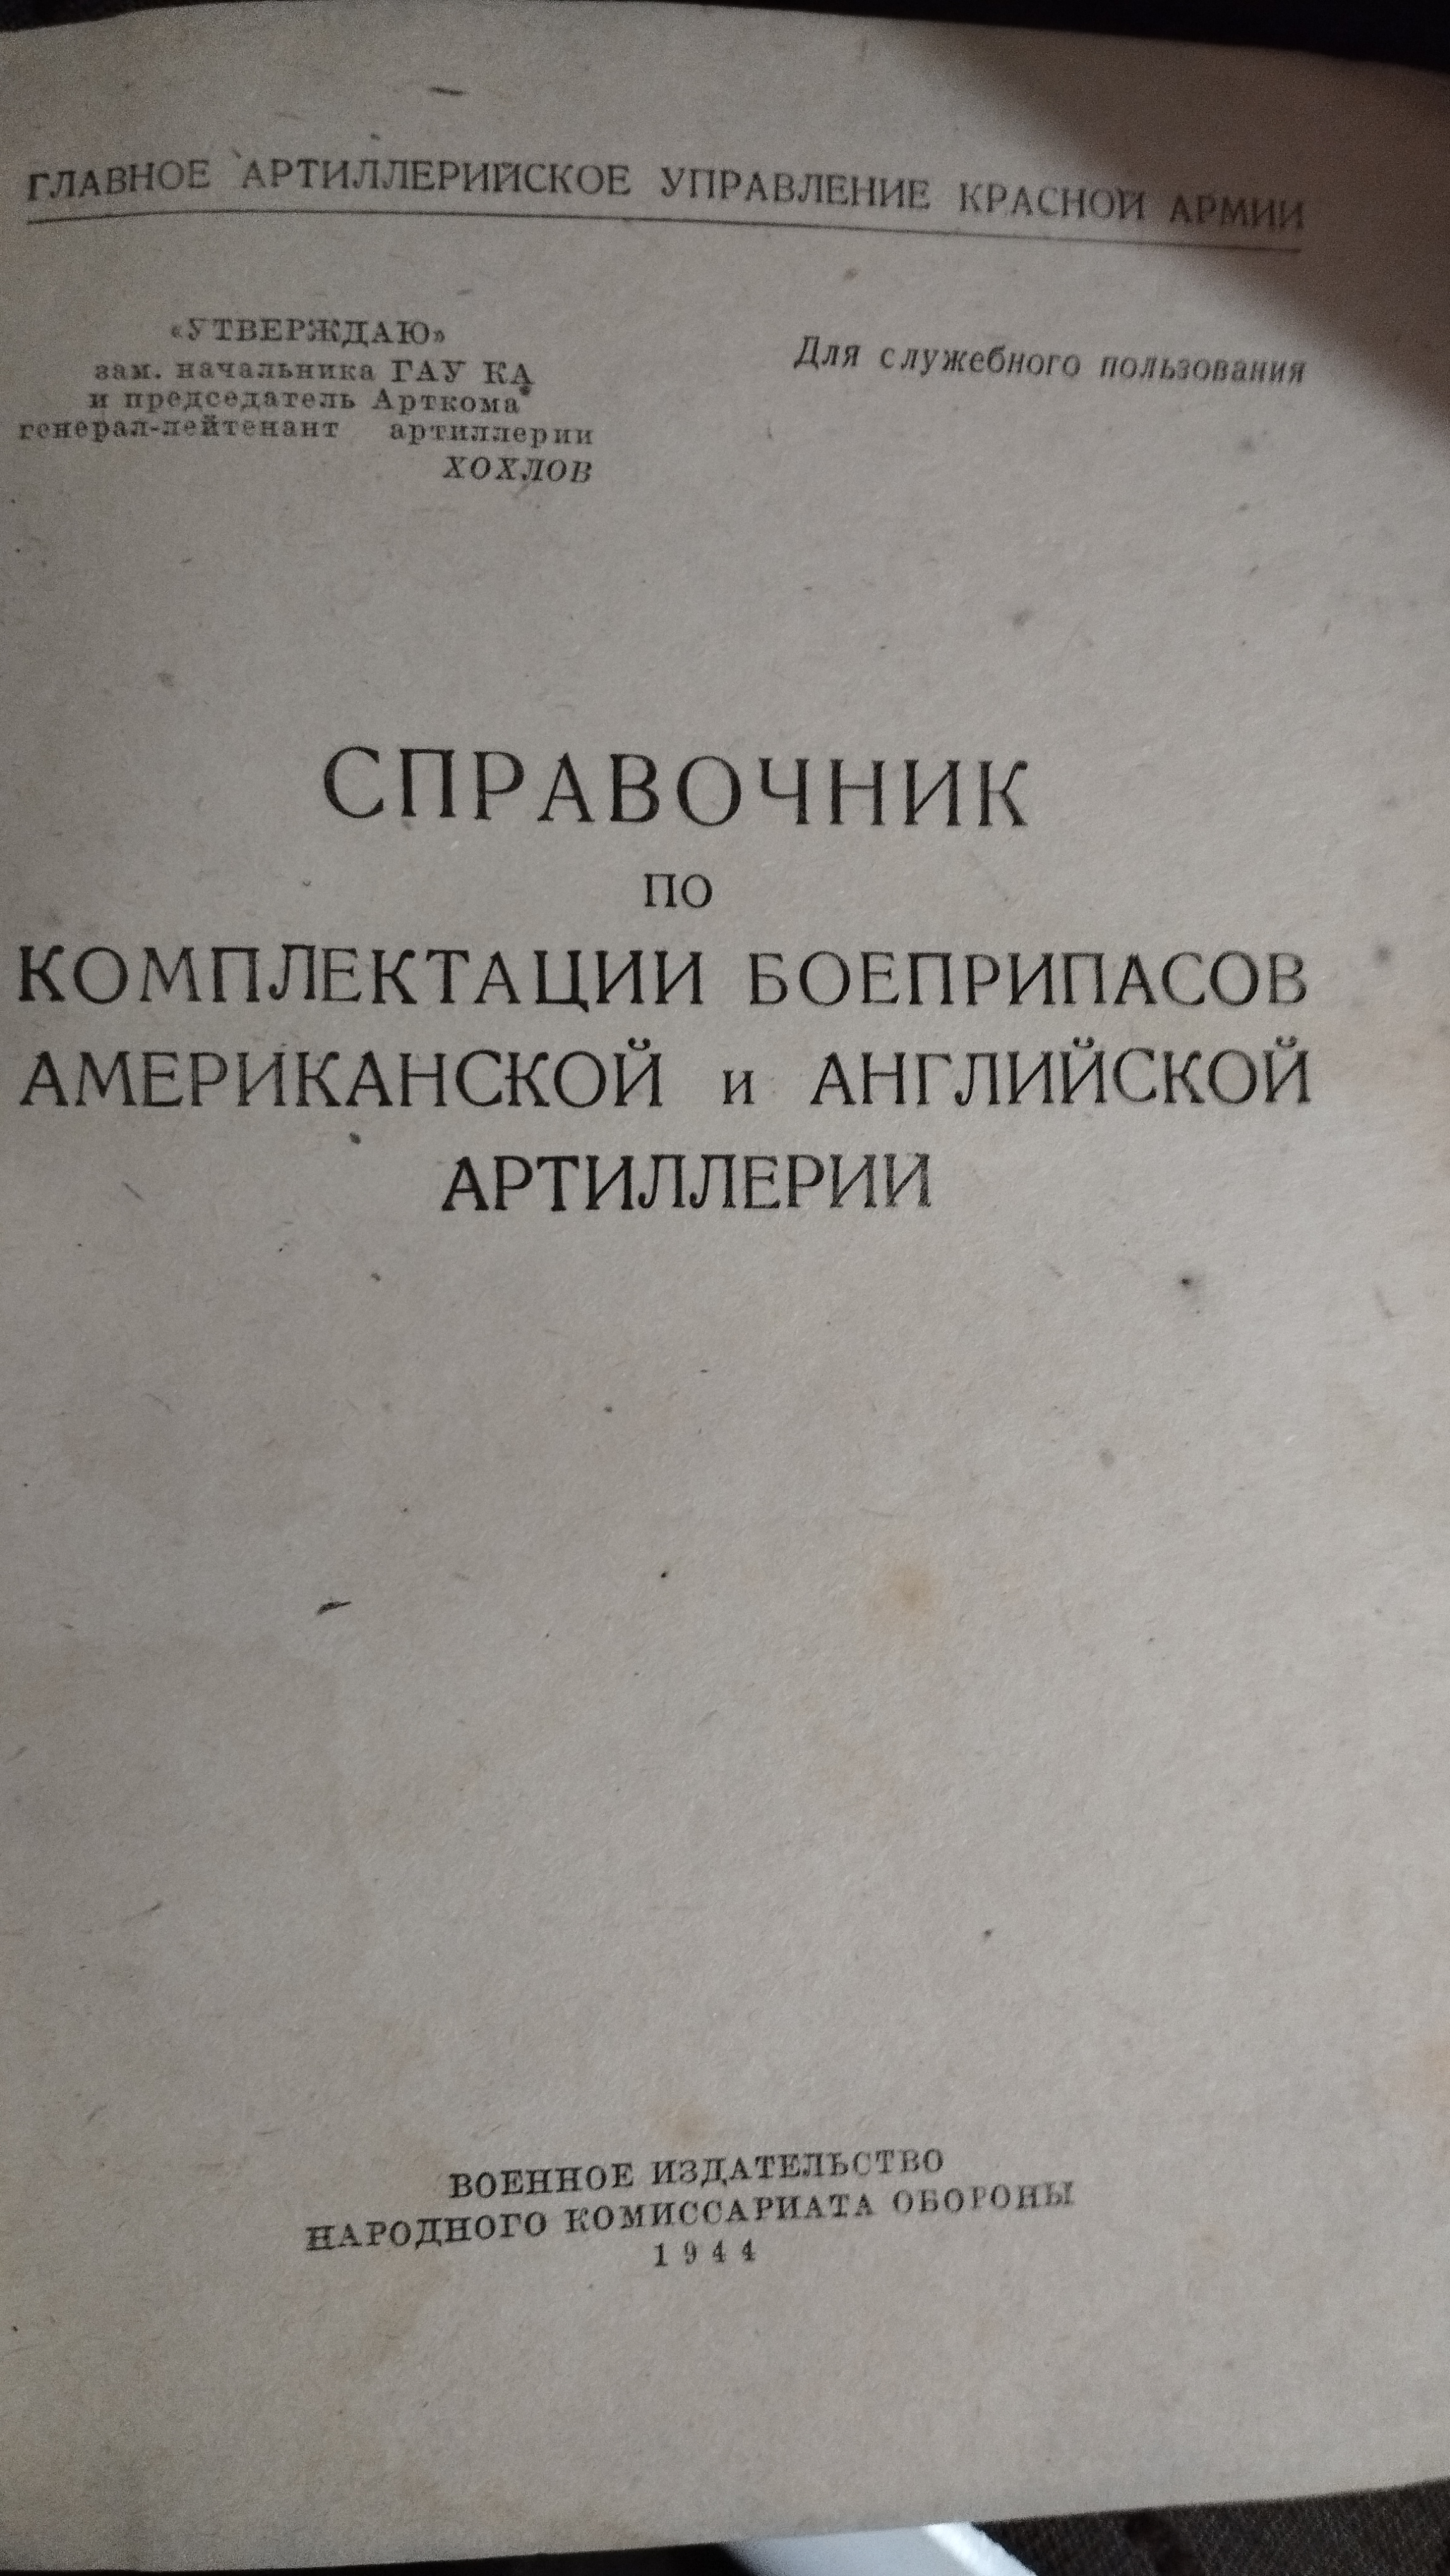 ГЛАВНОЕ АРТИЛЛЕРИЙСКОЕ УПРАВЛЕНИЕ КРАСНОЙ АРМИИ
«УТВЕРЖДАЮ»
зам. начальника ГАУ КА
и председатель Арткома
генерал-лейтенант артиллерии
ХОХЛОВ
Для служебного пользования
СПРАВОЧНИК
ПО
КОМПЛЕКТАЦИИ БОЕПРИПАСОВ
АМЕРИКАНСКОЙ и АНГЛИЙСКОЙ
АРТИЛЛЕРИИ
ВОЕННОЕ ИЗДАТЕЛЬСТВО
НАРОДНОГО КОМИССАРИАТА ОБОРОНЫ
1944